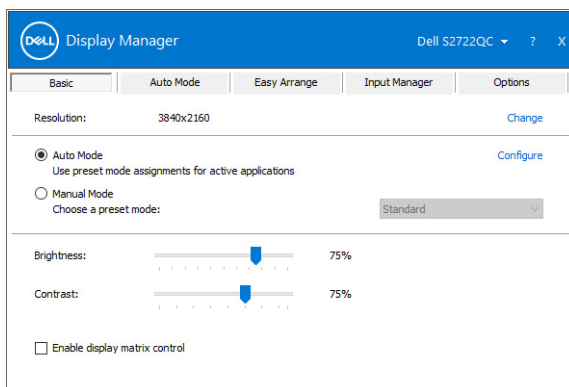 DELL Display Manager Dell S2722QC ? X
Basic Auto Mode Easy Arrange Input Manager Options
Resolution: 3840x2160 Change
Auto Mode Configure
Use preset mode assignments for active applications
Manual Mode
Choose a preset mode: Standard
Brightness: 75%
Contrast: 75%
Enable display matrix control